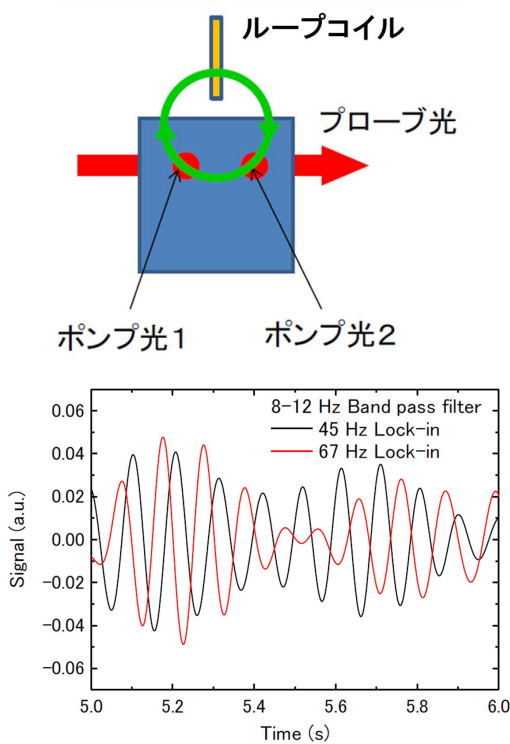 ループコイル
プローブ光
ポンプ光1
ポンプ光2
8-12 Hz Band pass filter
45 Hz Lock-in
67 Hz Lock-in
0.06
0.04
0.02
0.00
-0.02
-0.04
-0.06
Signal (a.u.)
5.0 5.2 5.4 5.6 5.8 6.0
Time (s)